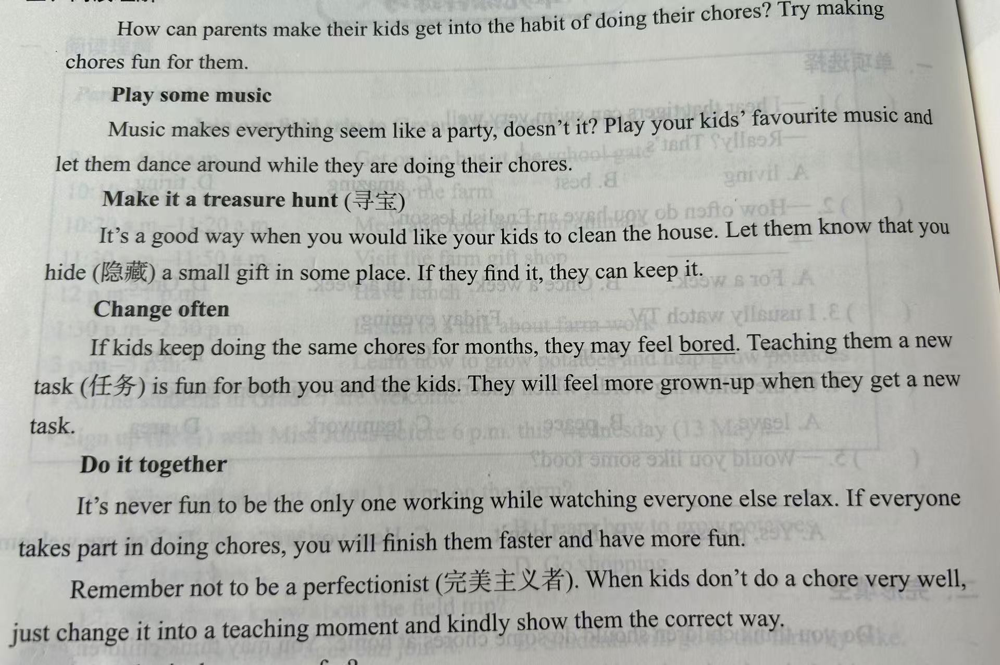 How can parents make their kids get into the habit of doing their chores? Try making
chores fun for them.
Play some music
Music makes everything seem like a party, doesn't it? Play your kids' favourite music and
let them dance around while they are doing their chores.
Make it a treasure hunt (寻宝)
It's a good way when you would like your kids to clean the house. Let them know that you
hide (隐藏) a small gift in some place. If they find it, they can keep it.
Change often
If kids keep doing the same chores for months, they may feel bored. Teaching them a new
task (任务) is fun for both you and the kids. They will feel more grown-up when they get a new
task.
Do it together
It's never fun to be the only one working while watching everyone else relax. If everyone
takes part in doing chores, you will finish them faster and have more fun.
Remember not to be a perfectionist (完美主义者). When kids don't do a chore very well,
just change it into a teaching moment and kindly show them the correct way.